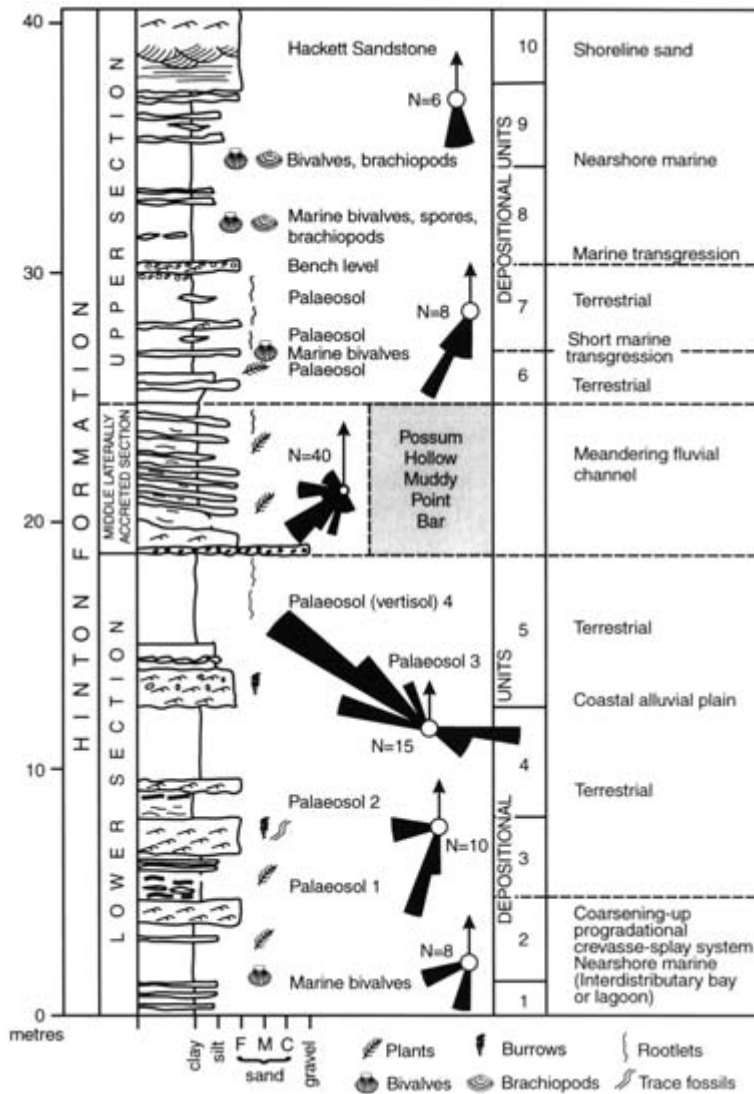 40
30
20
10
0
metres
HINTON FORMATION
UPPER SECTION
MIDDLE LATERALLY
ACCRETED SECTION
LOWER SECTION
Hackett Sandstone
N=6
Bivalves, brachiopods
Marine bivalves, spores,
brachiopods
Bench level
Palaeosol
N=8
Palaeosol
Marine bivalves
Palaeosol
N=40
Possum
Hollow
Muddy
Point
Bar
Palaeosol (vertisol) 4
Palaeosol 3
N=15
Palaeosol 2
N=10
Palaeosol 1
N=8
Marine bivalves
DEPOSITIONAL UNITS
10
9
8
7
6
DEPOSITIONAL UNITS
5
4
3
2
1
Shoreline sand
Nearshore marine
Marine transgression
Terrestrial
Short marine
transgression
Terrestrial
Meandering fluvial
channel
Terrestrial
Coastal alluvial plain
Terrestrial
Coarsening-up
progradational
crevasse-splay system
Nearshore marine
(Interdistributary bay
or lagoon)
clay
silt
F M C
sand
gravel
Plants
Burrows
Rootlets
Bivalves
Brachiopods
Trace fossils